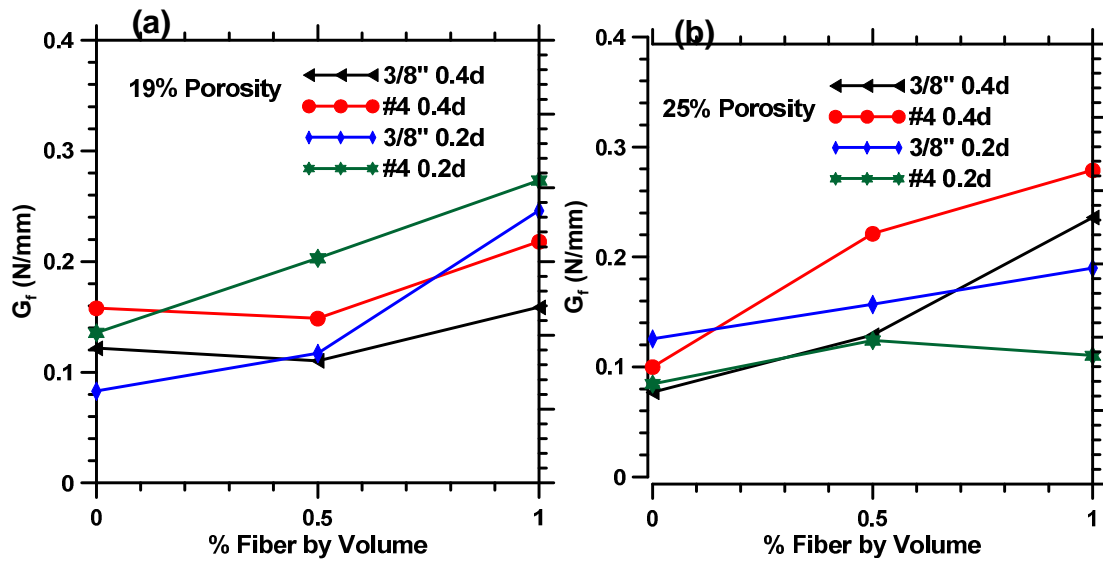 (a)
0.4
0.3
0.2
0.1
0
G_f (N/mm)
19% Porosity
3/8" 0.4d
#4 0.4d
3/8" 0.2d
#4 0.2d
0 0.5 1
% Fiber by Volume
(b)
0.4
0.3
0.2
0.1
0
G_f (N/mm)
25% Porosity
3/8" 0.4d
#4 0.4d
3/8" 0.2d
#4 0.2d
0 0.5 1
% Fiber by Volume